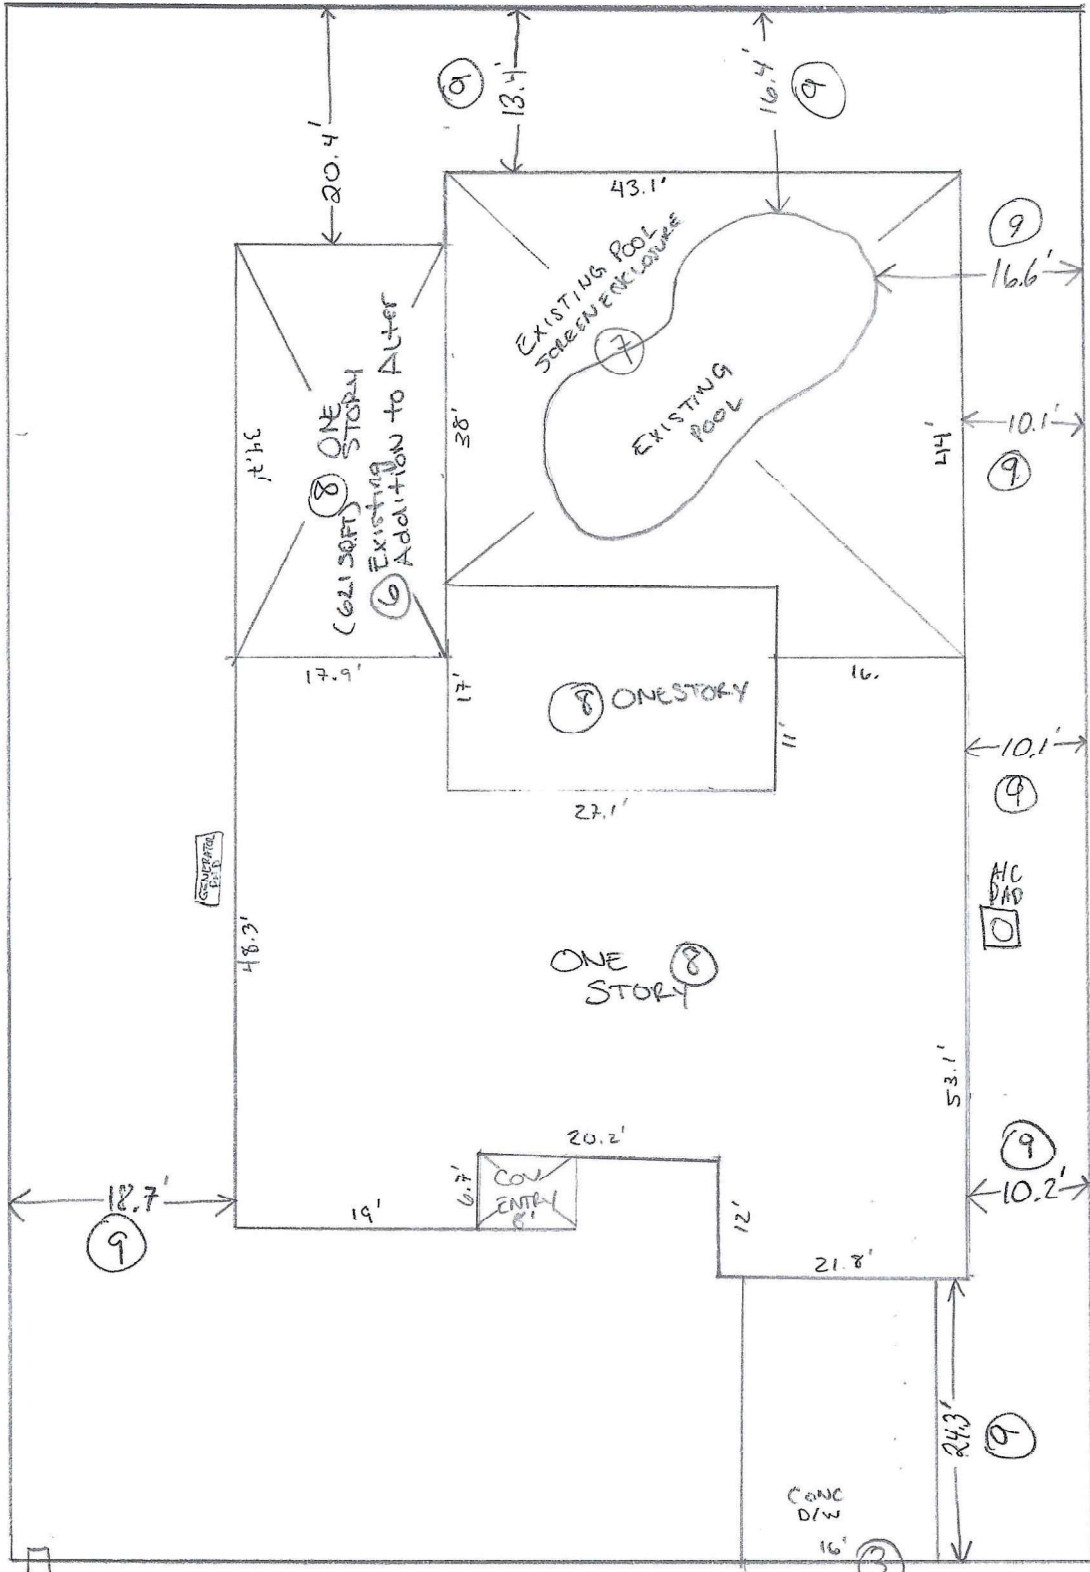 20.4'
9
13.4'
16.4'
9
43.1'
9
16.6'
EXISTING POOL
SCREEN ENCLOSURE
7
EXISTING
POOL
34.7'
8 ONE
STORY
(621 SQFT)
6 Existing
Addition to Alter
38'
44'
10.1'
9
17.9'
17'
8 ONE STORY
16.
11'
10.1'
9
27.1'
GENERATOR
48.3'
A/C
PAD
ONE 8
STORY
53.1'
20.2'
6.7'
COV
ENTRY
8'
9
10.2'
18.7'
9
19'
12'
21.8'
24.3'
9
CONC
D/W
16'
3